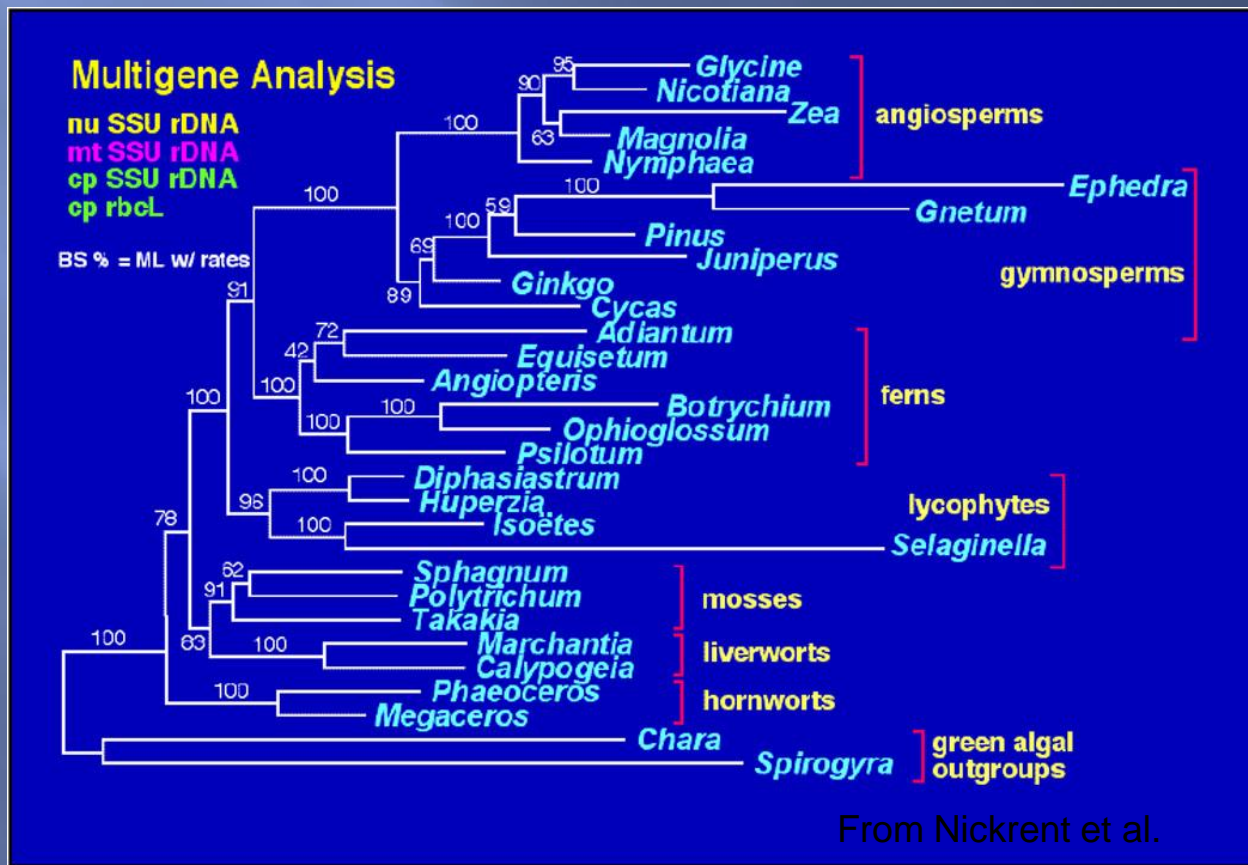 Multigene Analysis
nu SSU rDNA
mt SSU rDNA
cp SSU rDNA
cp rbcL
BS % = ML w/ rates
95
Glycine
90
Nicotiana
Zea
angiosperms
100
63
Magnolia
Nymphaea
100
100
Ephedra
59
Gnetum
100
Pinus
69
Juniperus
gymnosperms
Ginkgo
89
Cycas
91
72
Adiantum
42
Equisetum
100
Angiopteris
ferns
100
100
Botrychium
100
Ophioglossum
Psilotum
100
Diphasiastrum
96
Huperzia
lycophytes
100
Isoëtes
78
Selaginella
62
Sphagnum
91
Polytrichum
mosses
Takakia
100
63
100
Marchantia
liverworts
Calypogeia
100
Phaeoceros
hornworts
Megaceros
Chara
green algal
outgroups
Spirogyra
From Nickrent et al.